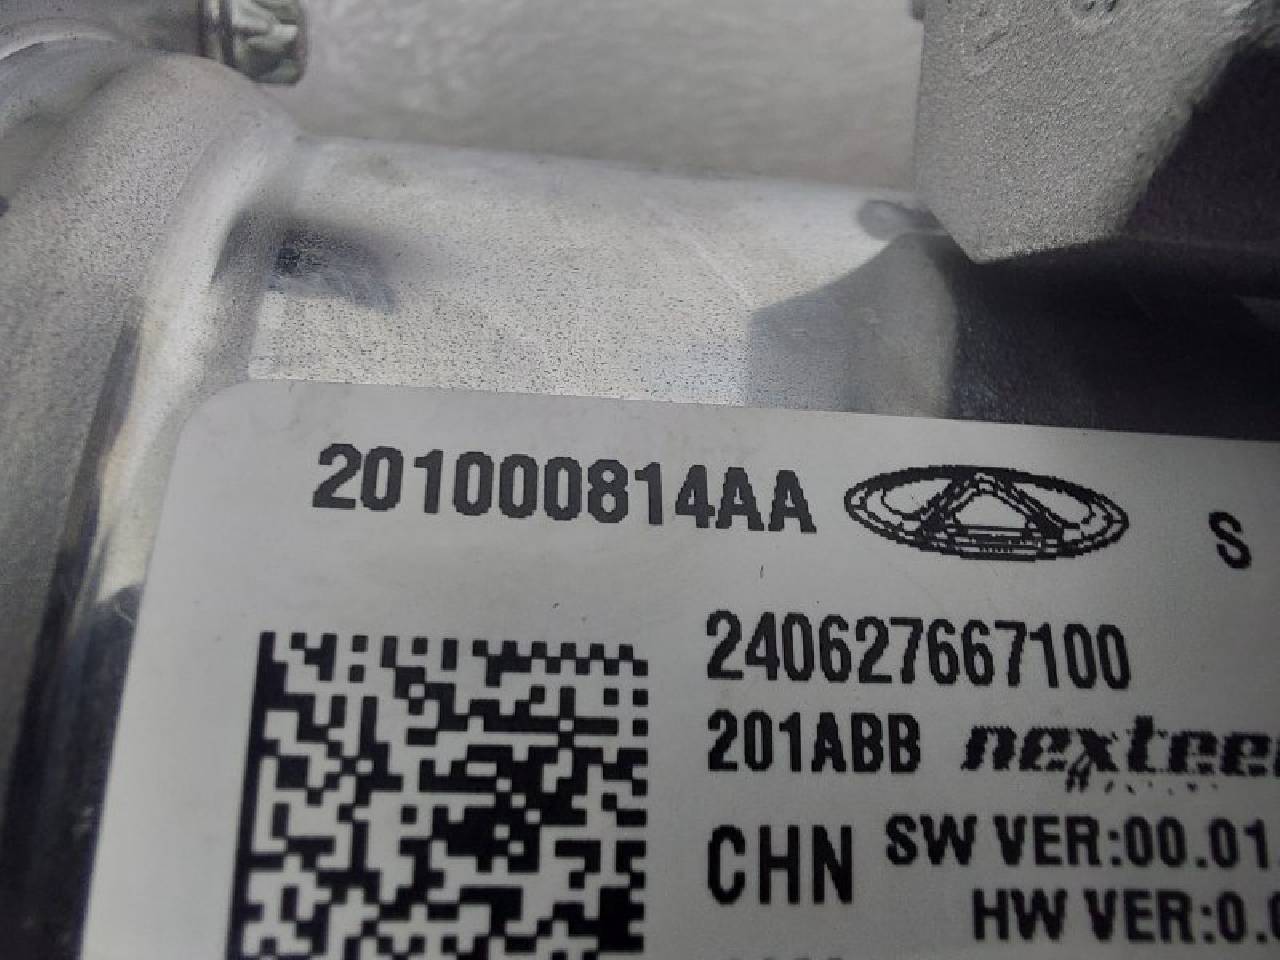 201000814AA S
240627667100
201ABB nexteer
CHN SW VER:00.01.
HW VER:0.